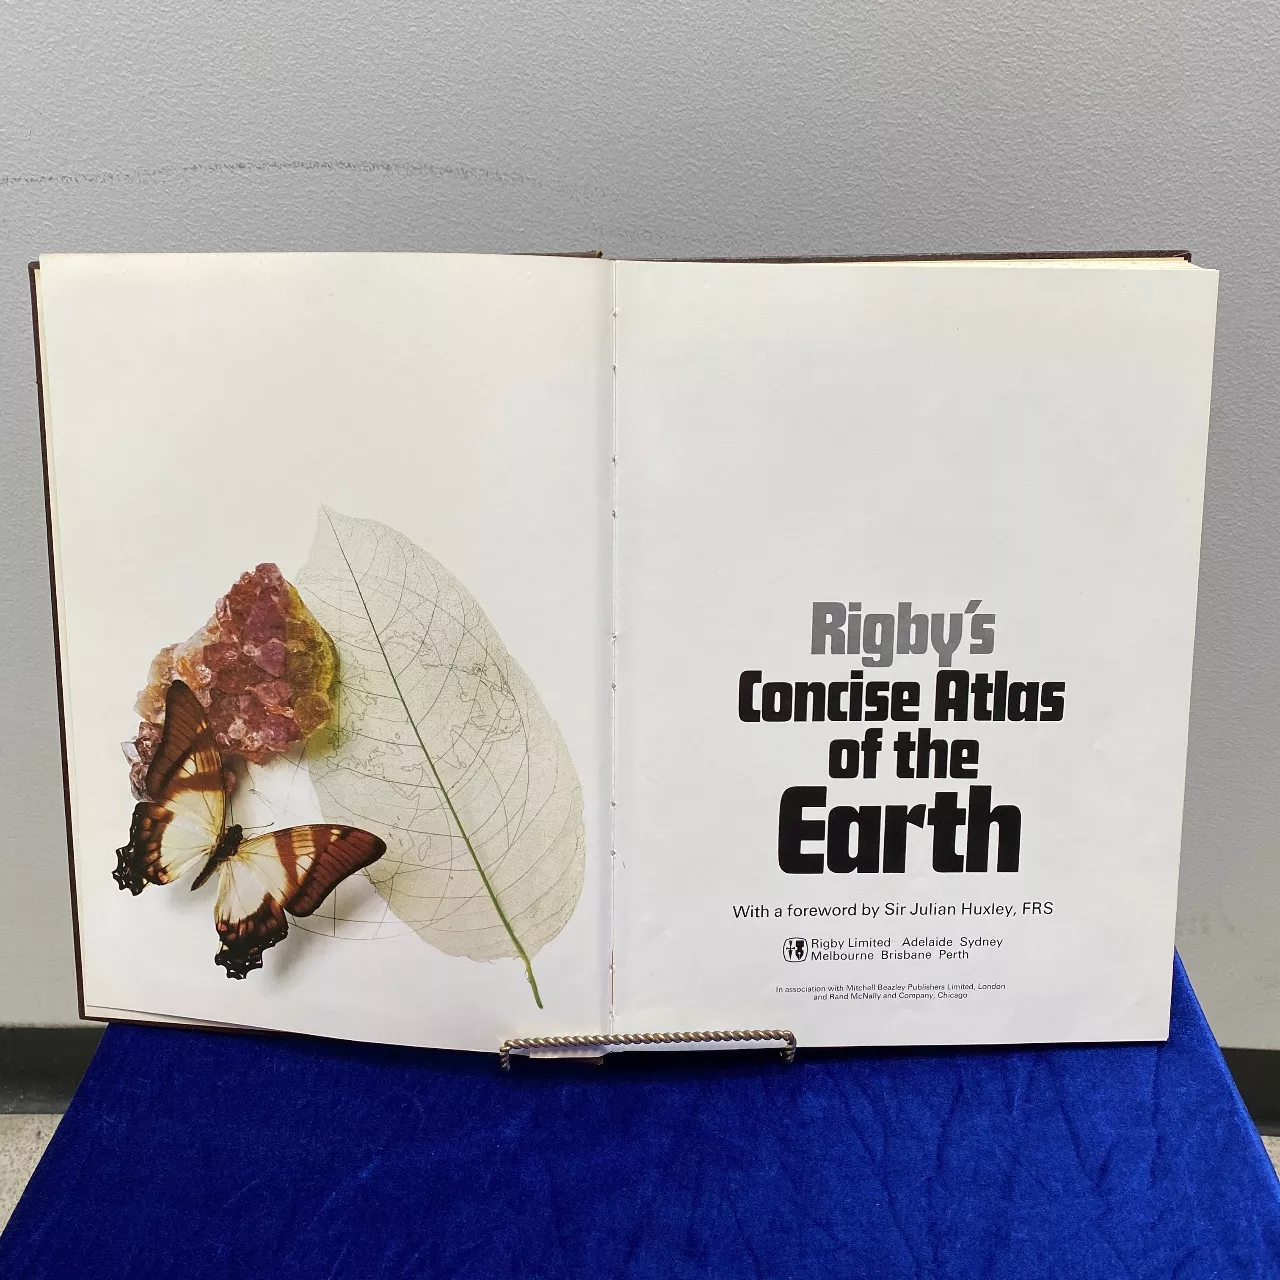 Rigby's
Concise Atlas
of the
Earth
With a foreword by Sir Julian Huxley, FRS
Rigby Limited Adelaide Sydney
Melbourne Brisbane Perth
In association with Mitchell Beazley Publishers Limited, London
and Rand McNally and Company, Chicago